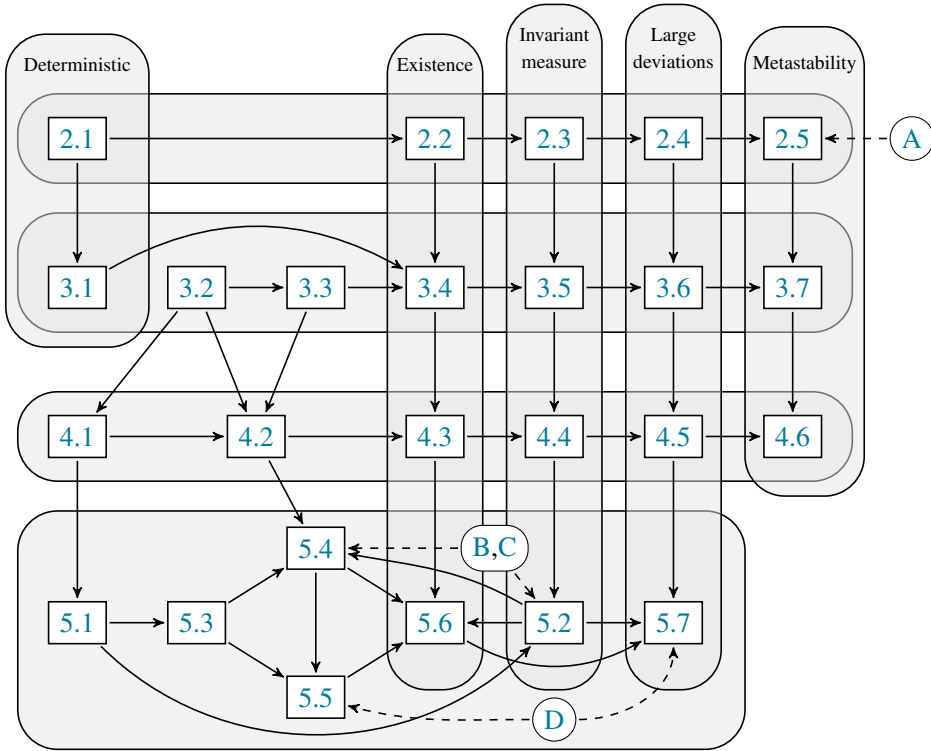 Deterministic
Existence
Invariant
measure
Large
deviations
Metastability
2.1
2.2
2.3
2.4
2.5
A
3.1
3.2
3.3
3.4
3.5
3.6
3.7
4.1
4.2
4.3
4.4
4.5
4.6
5.4
B,C
5.1
5.3
5.6
5.2
5.7
5.5
D